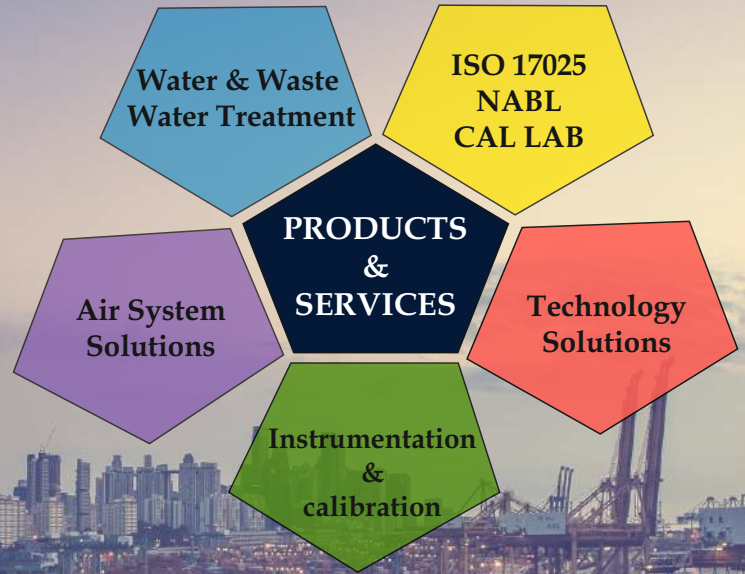 Water & Waste
Water Treatment
ISO 17025
NABL
CAL LAB
PRODUCTS
&
SERVICES
Air System
Solutions
Technology
Solutions
Instrumentation
&
calibration